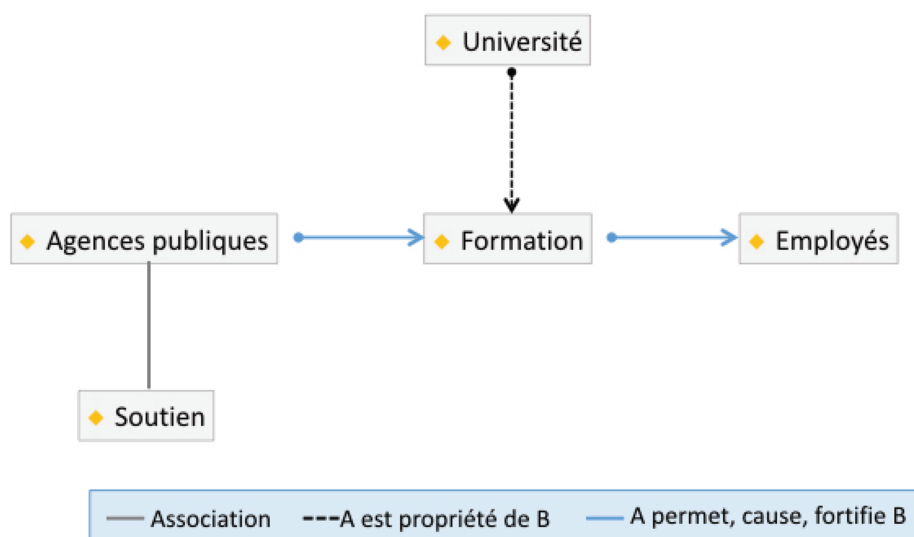 Université
Agences publiques
Formation
Employés
Soutien
Association
A est propriété de B
A permet, cause, fortifie B